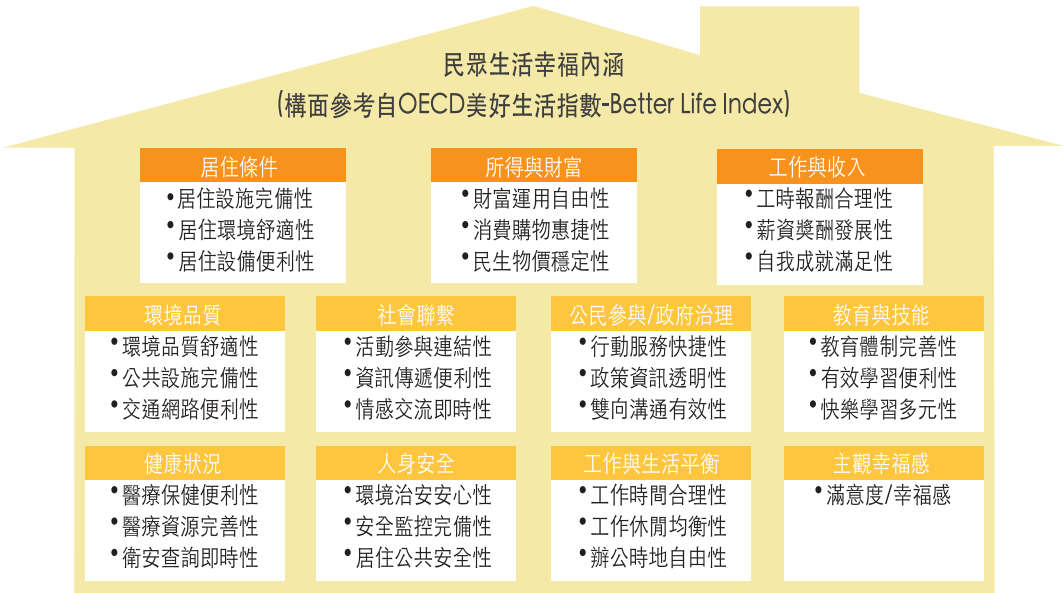 民眾生活幸福內涵
(構面參考自OECD美好生活指數-Better Life Index)
居住條件
•居住設施完備性
•居住環境舒適性
•居住設備便利性
所得與財富
•財富運用自由性
•消費購物惠捷性
•民生物價穩定性
工作與收入
•工時報酬合理性
•薪資獎酬發展性
•自我成就滿足性
環境品質
•環境品質舒適性
•公共設施完備性
•交通網路便利性
社會聯繫
•活動參與連結性
•資訊傳遞便利性
•情感交流即時性
公民參與/政府治理
•行動服務快捷性
•政策資訊透明性
•雙向溝通有效性
教育與技能
•教育體制完善性
•有效學習便利性
•快樂學習多元性
健康狀況
•醫療保健便利性
•醫療資源完善性
•衛安查詢即時性
人身安全
•環境治安安心性
•安全監控完備性
•居住公共安全性
工作與生活平衡
•工作時間合理性
•工作休閒均衡性
•辦公時地自由性
主觀幸福感
•滿意度/幸福感